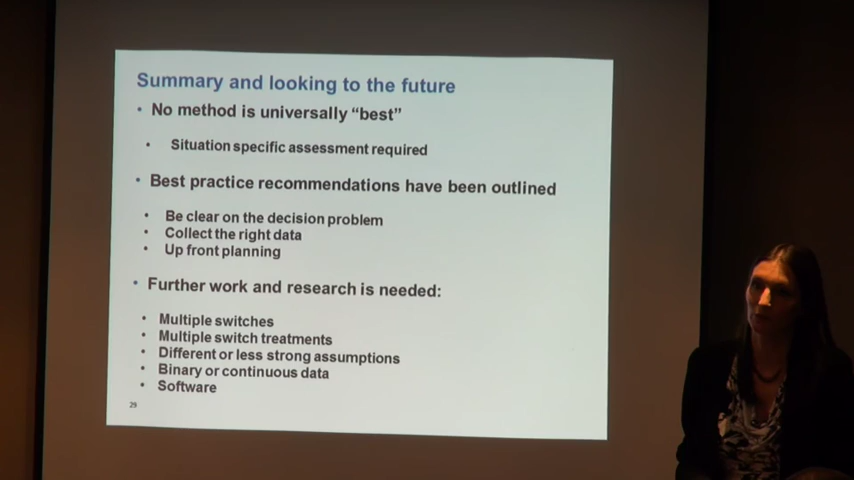 Summary and looking to the future
• No method is universally “best”
• Situation specific assessment required
• Best practice recommendations have been outlined
• Be clear on the decision problem
• Collect the right data
• Up front planning
• Further work and research is needed:
• Multiple switches
• Multiple switch treatments
• Different or less strong assumptions
• Binary or continuous data
• Software
29